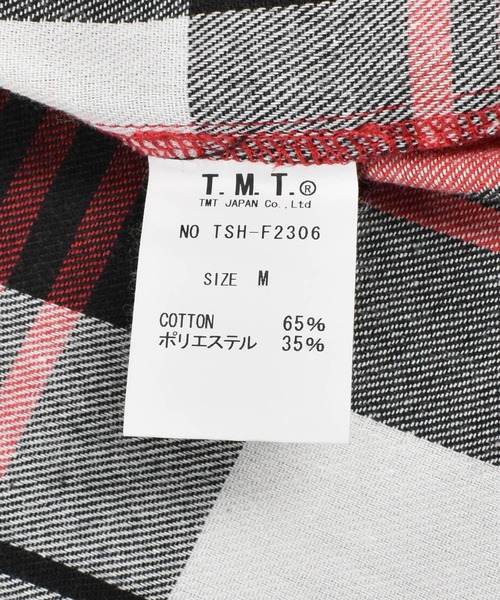 T.M.T.®
TMT JAPAN Co.,Ltd
NO TSH-F2306
SIZE M
COTTON 65%
ポリエステル 35%